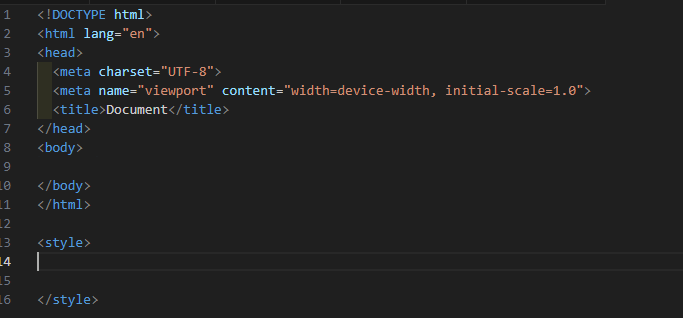 1 <!DOCTYPE html>
2 <html lang="en">
3 <head>
4 <meta charset="UTF-8">
5 <meta name="viewport" content="width=device-width, initial-scale=1.0">
6 <title>Document</title>
7 </head>
8 <body>
9
10 </body>
11 </html>
12
13 <style>
14
15
16 </style>